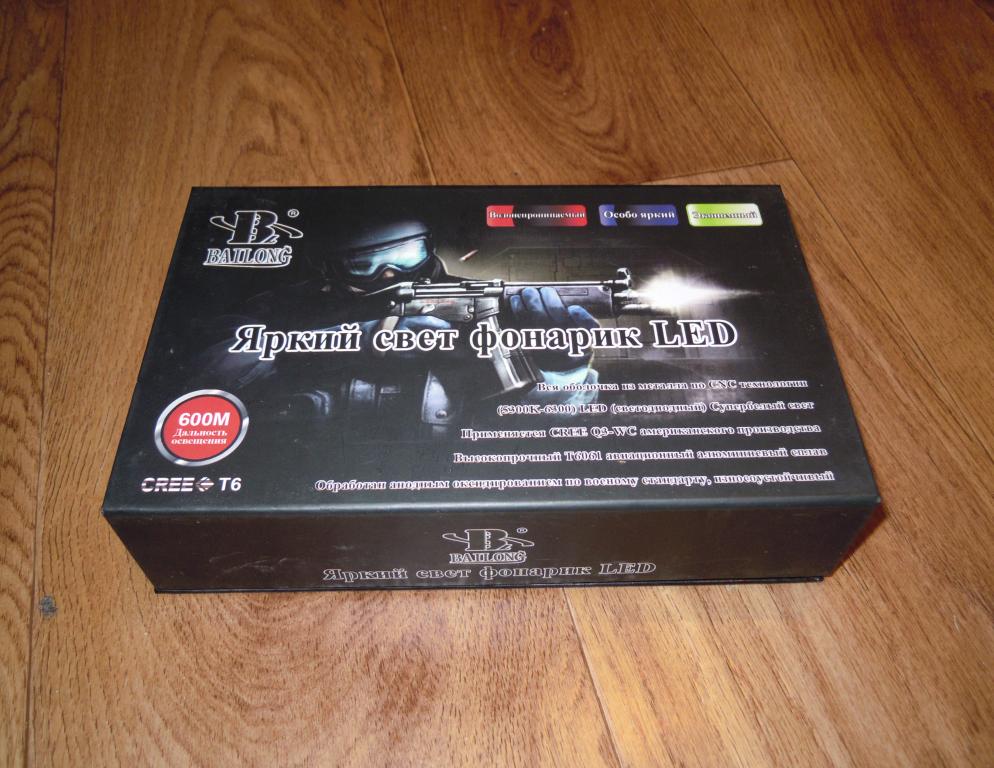 B ®
BAILONG
Водонепроницаемый
Особо яркий
Экономный
Яркий свет фонарик LED
Вся оболочка из металла по CNC технологии
(5300K-6300) LED (светодиодный) Супербелый свет
Применяется CREE Q3-WC американского производства
Высокопрочный T6061 авиационный алюминиевый сплав
Обработан анодным оксидированием по военому стандарту, износоустойчивый
600M
Дальность
освещения
CREE T6
B ®
BAILONG
Яркий свет фонарик LED